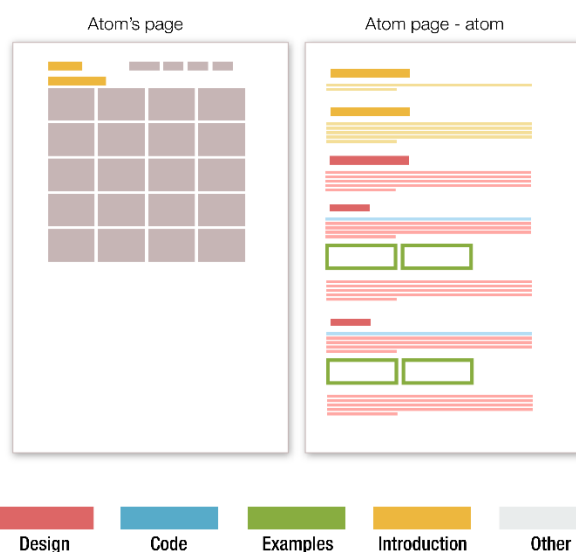 Atom's page
Atom page - atom
Design
Code
Examples
Introduction
Other